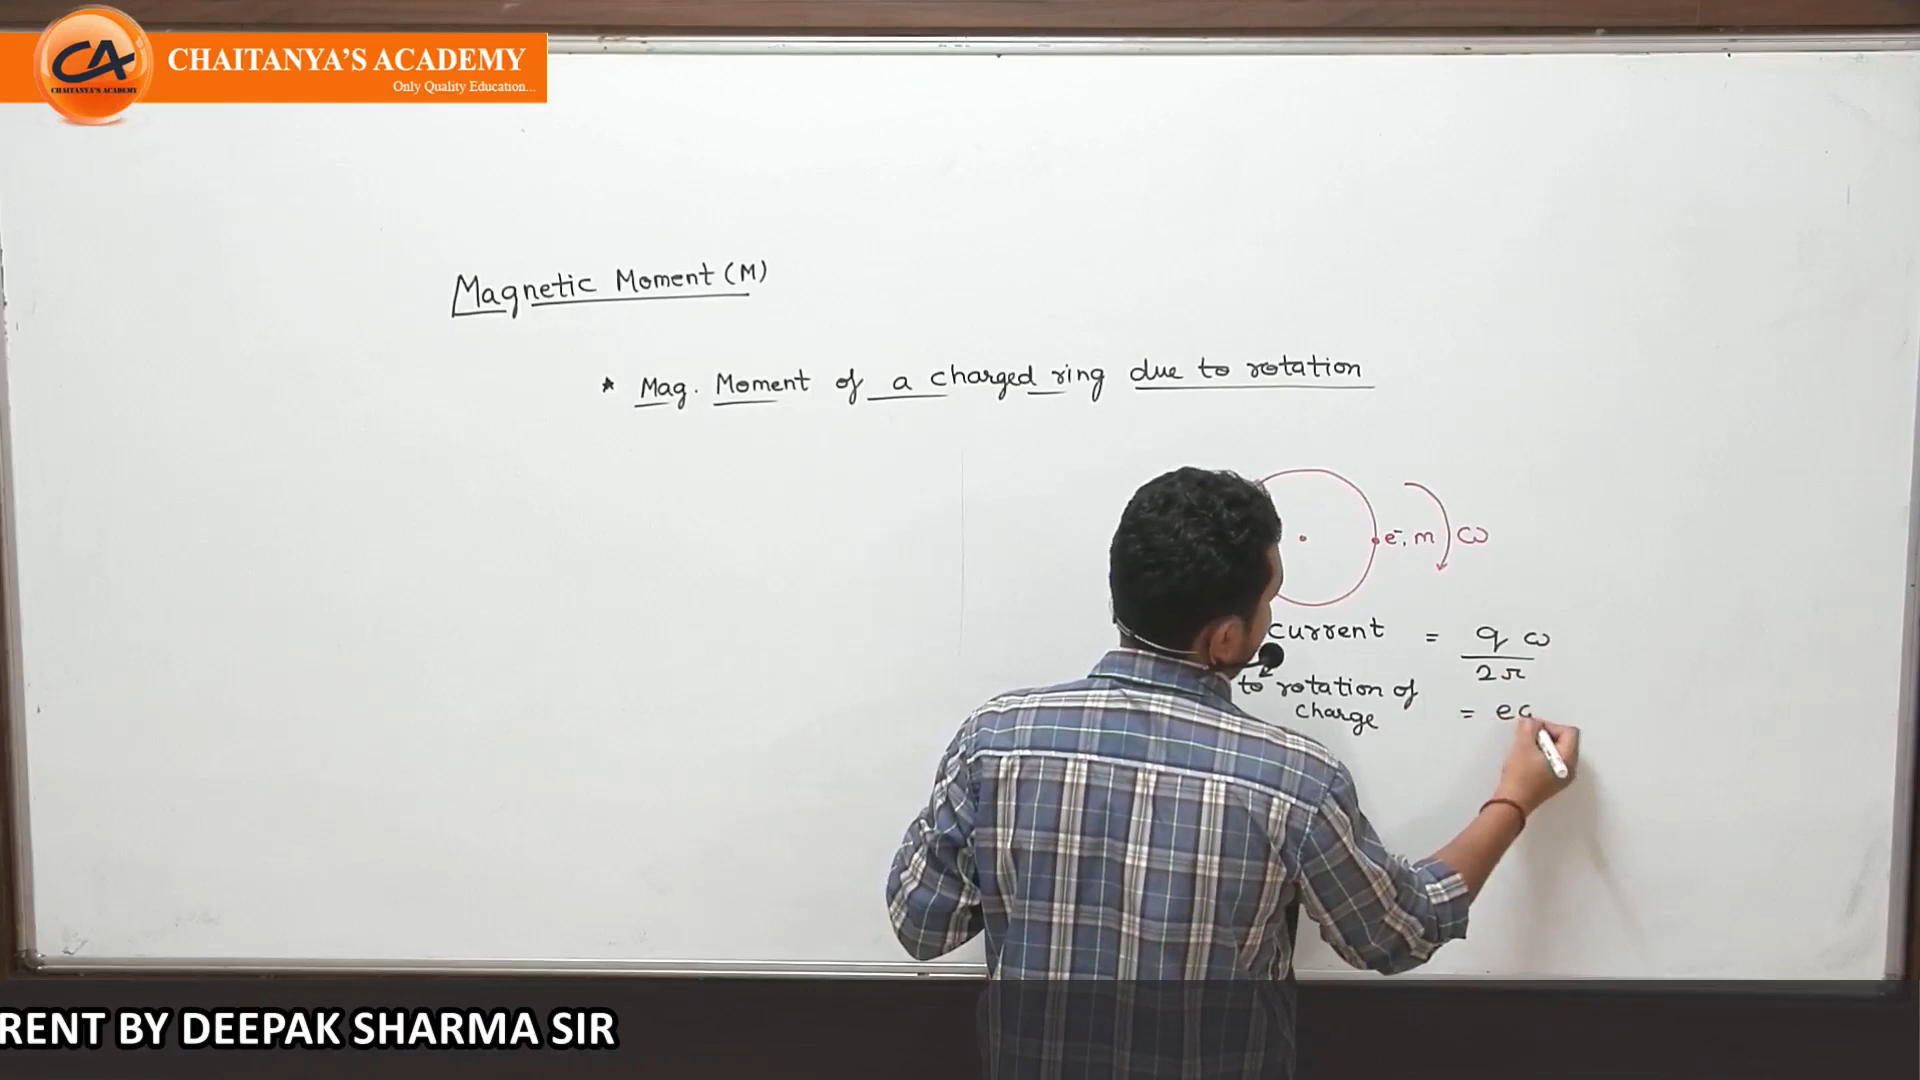 CHAITANYA'S ACADEMY
Only Quality Education...
CA
CHAITANYA'S ACADEMY
Magnetic Moment (M)
* Mag. Moment of a charged ring due to rotation
e⁻, m ω
current = qω/2π
to rotation of
charge = e
RENT BY DEEPAK SHARMA SIR